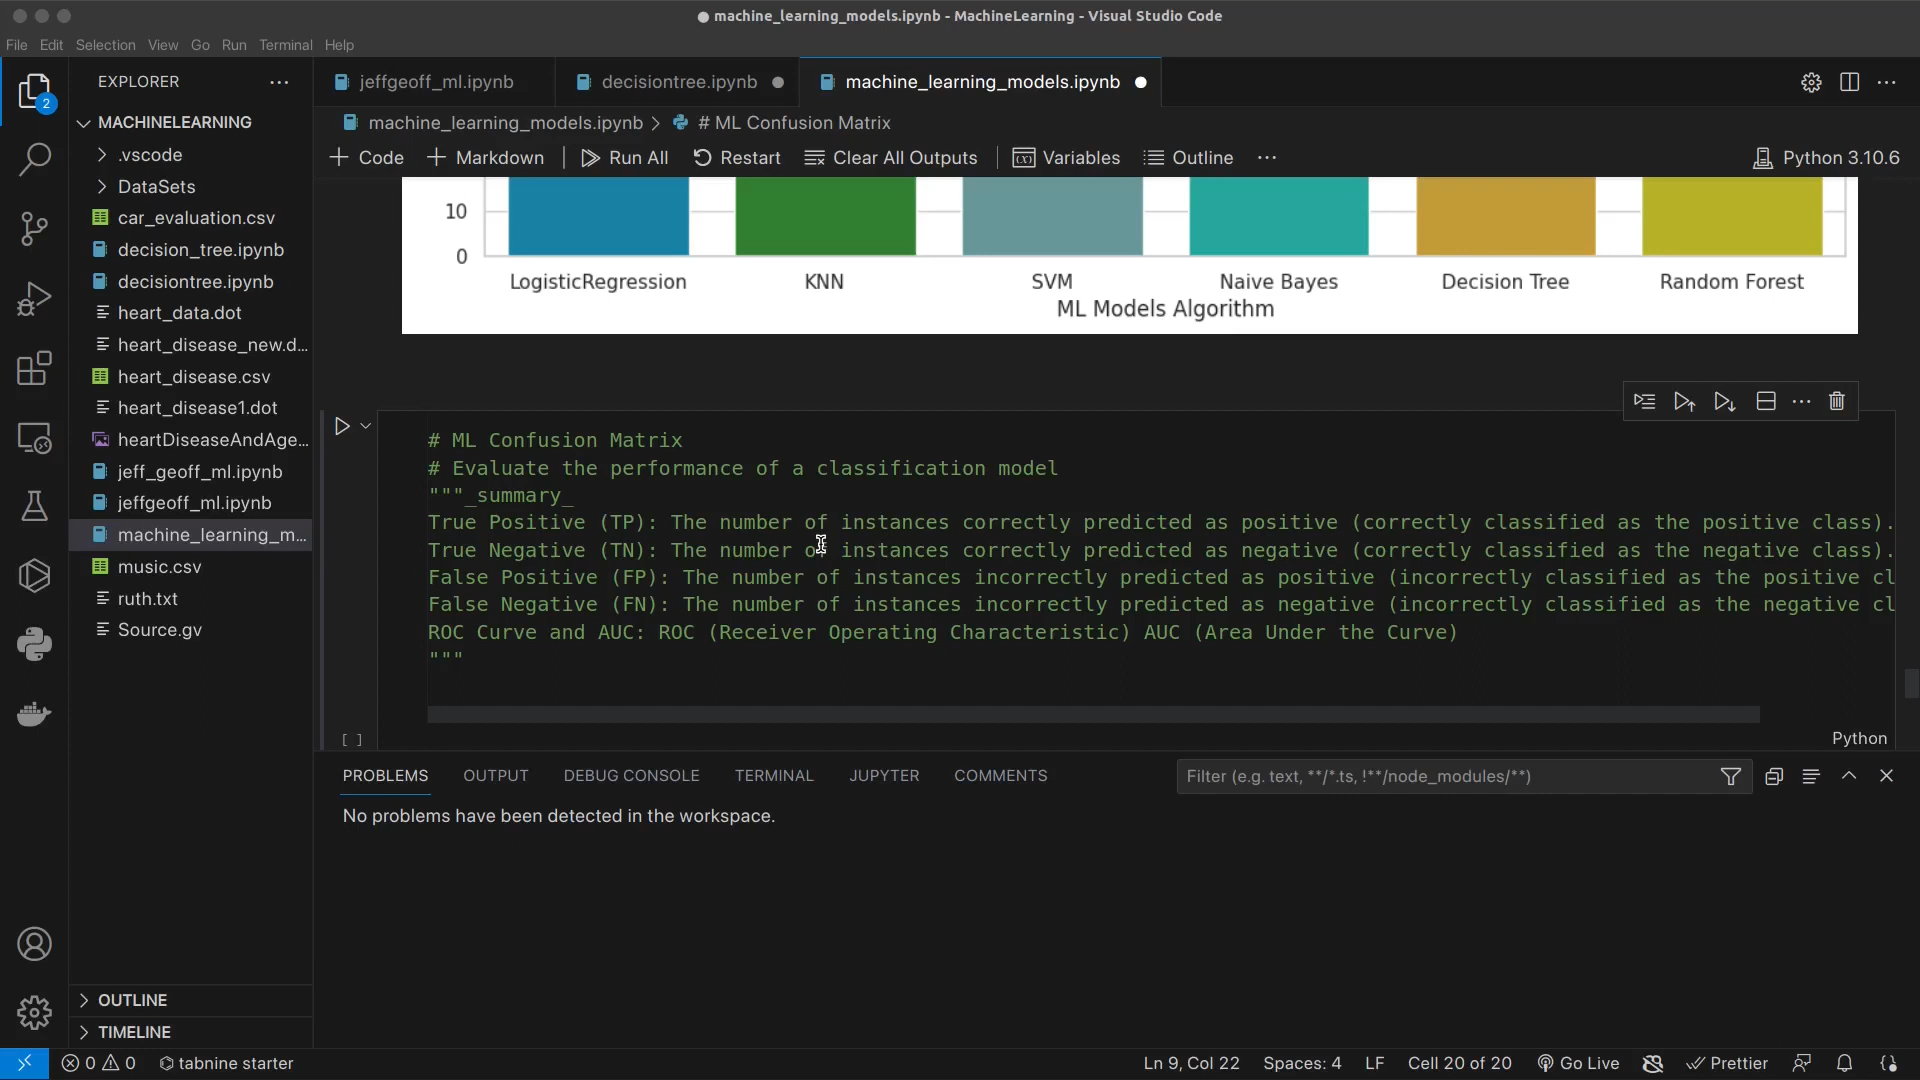 machine_learning_models.ipynb - MachineLearning - Visual Studio Code
File Edit Selection View Go Run Terminal Help
EXPLORER
2
MACHINELEARNING
.vscode
DataSets
car_evaluation.csv
decision_tree.ipynb
decisiontree.ipynb
heart_data.dot
heart_disease_new.d...
heart_disease.csv
heart_disease1.dot
heartDiseaseAndAge...
jeff_geoff_ml.ipynb
jeffgeoff_ml.ipynb
machine_learning_m...
music.csv
ruth.txt
Source.gv
OUTLINE
TIMELINE
jeffgeoff_ml.ipynb decisiontree.ipynb machine_learning_models.ipynb
machine_learning_models.ipynb > # ML Confusion Matrix
+ Code + Markdown Run All Restart Clear All Outputs (x) Variables Outline ... Python 3.10.6
10
0
LogisticRegression KNN SVM Naive Bayes Decision Tree Random Forest
ML Models Algorithm
# ML Confusion Matrix
# Evaluate the performance of a classification model
"""_summary_
True Positive (TP): The number of instances correctly predicted as positive (correctly classified as the positive class).
True Negative (TN): The number of instances correctly predicted as negative (correctly classified as the negative class).
False Positive (FP): The number of instances incorrectly predicted as positive (incorrectly classified as the positive cl
False Negative (FN): The number of instances incorrectly predicted as negative (incorrectly classified as the negative cl
ROC Curve and AUC: ROC (Receiver Operating Characteristic) AUC (Area Under the Curve)
"""
[ ] Python
PROBLEMS OUTPUT DEBUG CONSOLE TERMINAL JUPYTER COMMENTS Filter (e.g. text, **/*.ts, !**/node_modules/**)
No problems have been detected in the workspace.
0 0 tabnine starter Ln 9, Col 22 Spaces: 4 LF Cell 20 of 20 Go Live Prettier